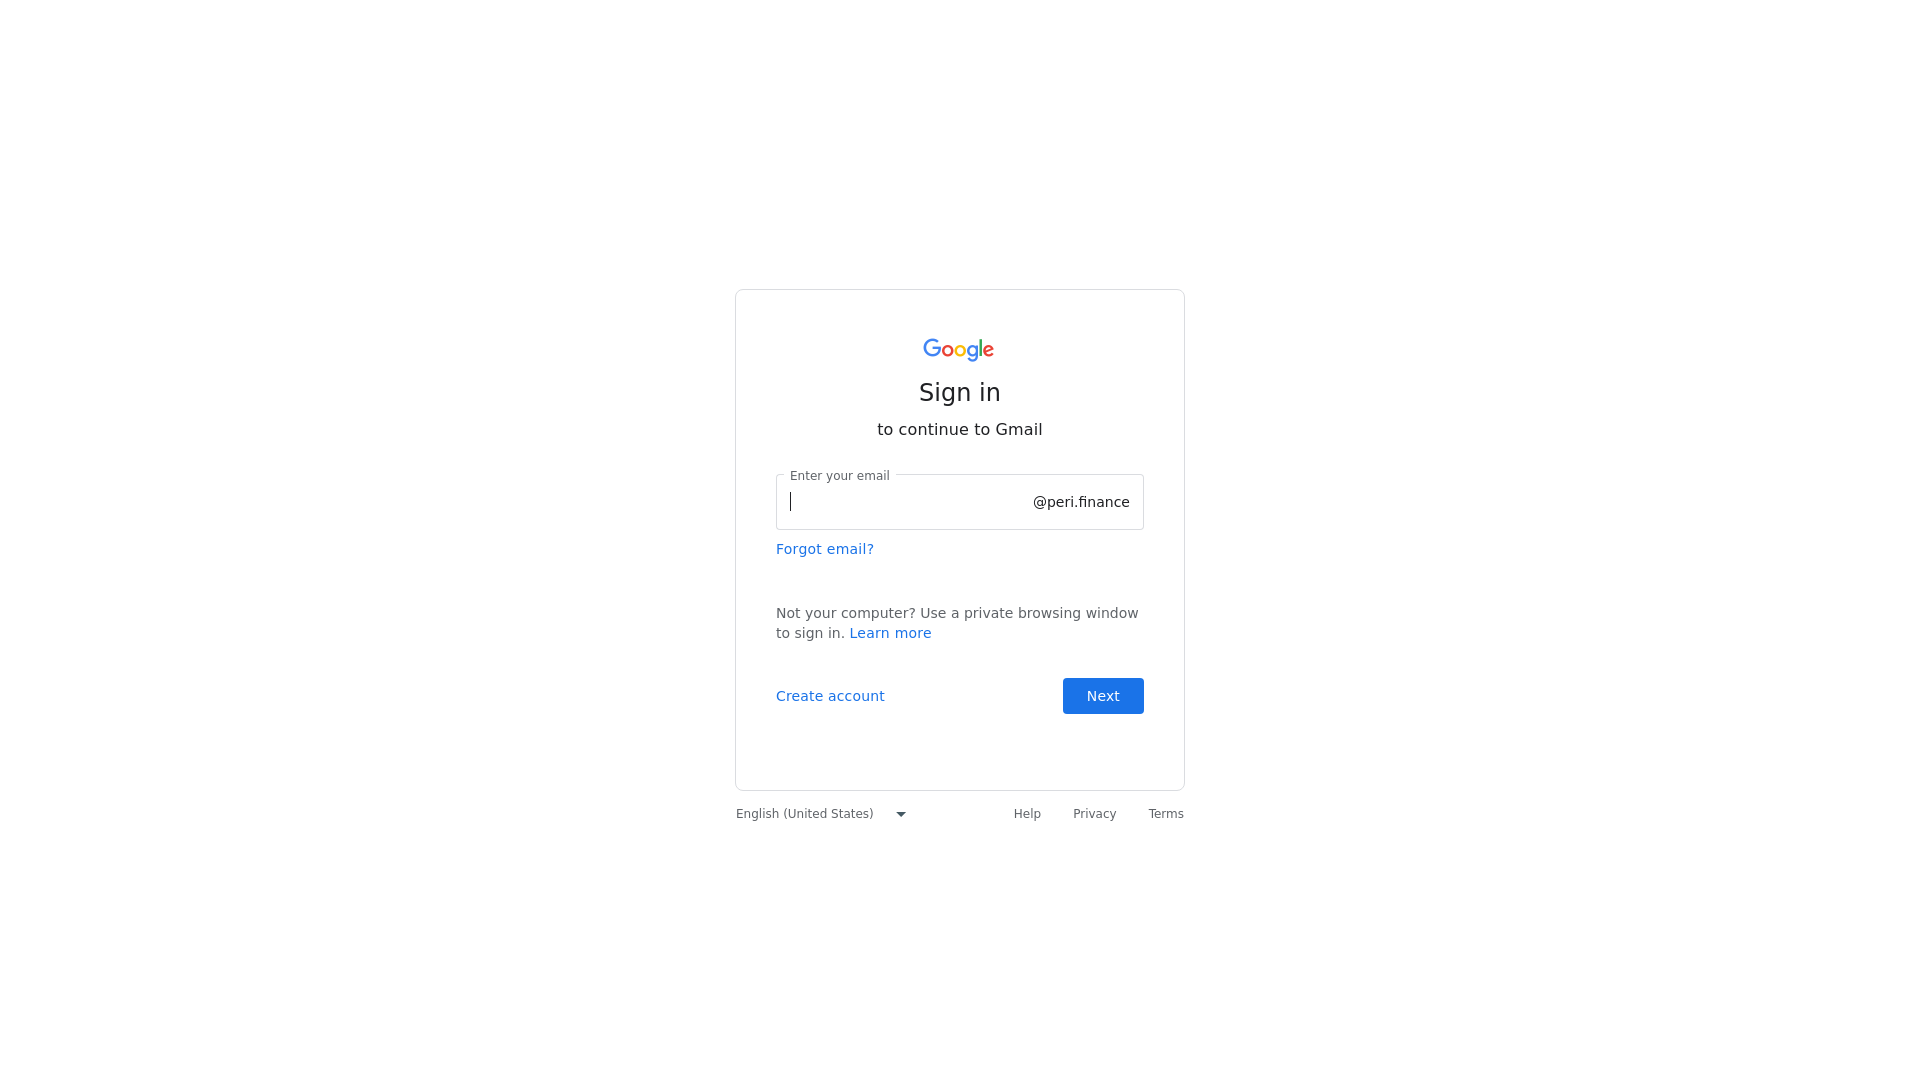 Google
Sign in
to continue to Gmail
Enter your email
@peri.finance
Forgot email?
Not your computer? Use a private browsing window
to sign in. Learn more
Create account
Next
English (United States)
Help
Privacy
Terms